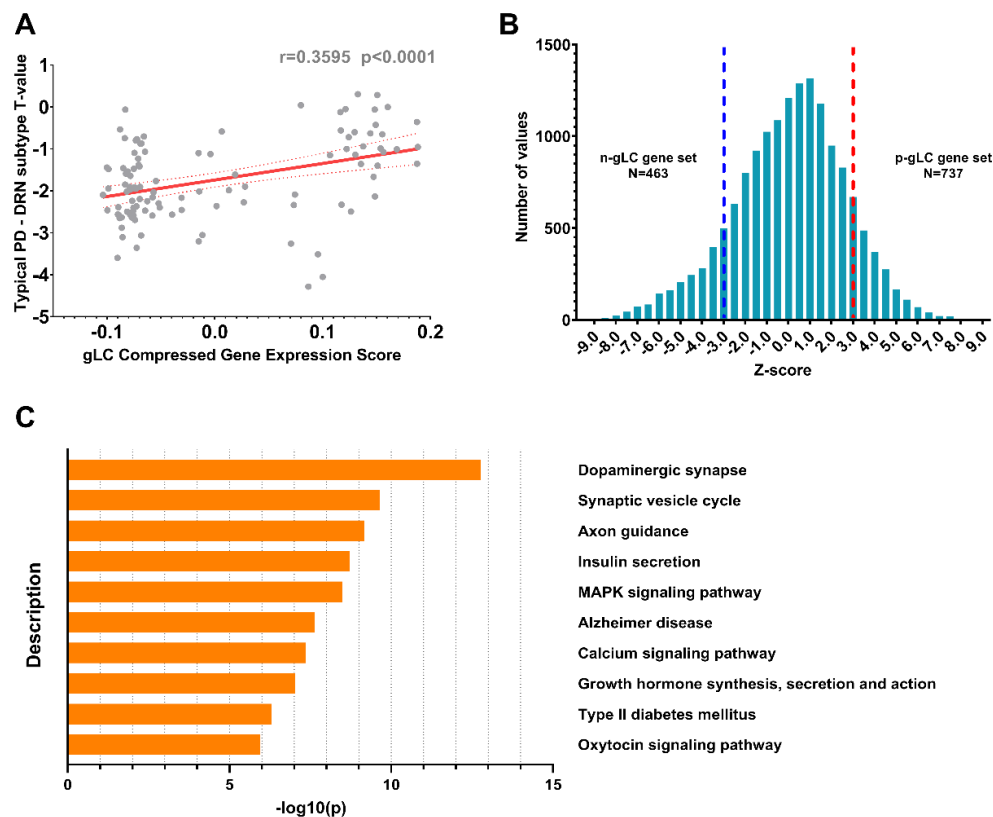 A
r=0.3595 p<0.0001
Typical PD - DRN subtype T-value
1
0
-1
-2
-3
-4
-5
-0.1
0.0
0.1
0.2
gLC Compressed Gene Expression Score
B
Number of values
1500
1000
500
0
n-gLC gene set
N=463
p-gLC gene set
N=737
-9.0
-8.0
-7.0
-6.0
-5.0
-4.0
-3.0
-2.0
-1.0
0.0
1.0
2.0
3.0
4.0
5.0
6.0
7.0
8.0
9.0
Z-score
C
Description
Dopaminergic synapse
Synaptic vesicle cycle
Axon guidance
Insulin secretion
MAPK signaling pathway
Alzheimer disease
Calcium signaling pathway
Growth hormone synthesis, secretion and action
Type II diabetes mellitus
Oxytocin signaling pathway
0
5
10
15
-log10(p)